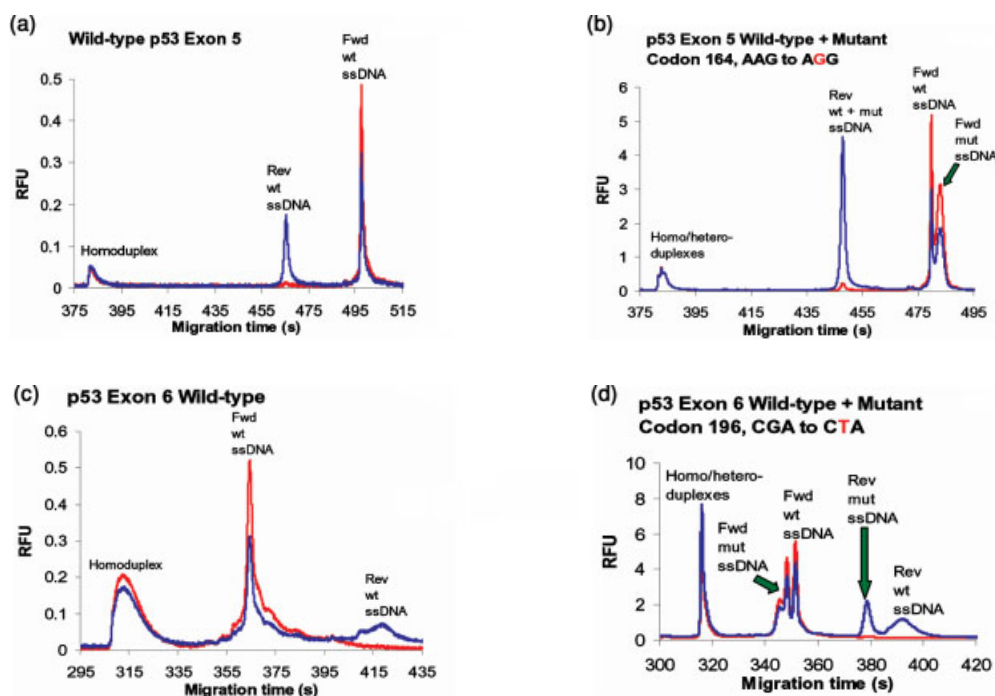 (a)
Wild-type p53 Exon 5
Fwd
wt
ssDNA
Rev
wt
ssDNA
Homoduplex
RFU
0.5
0.4
0.3
0.2
0.1
0
375 395 415 435 455 475 495 515
Migration time (s)
(b)
p53 Exon 5 Wild-type + Mutant
Codon 164, AAG to AGG
Rev
wt + mut
ssDNA
Fwd
wt
ssDNA
Fwd
mut
ssDNA
Homo/hetero-
duplexes
RFU
6
5
4
3
2
1
0
375 395 415 435 455 475 495
Migration time (s)
(c)
p53 Exon 6 Wild-type
Fwd
wt
ssDNA
Homoduplex
Rev
wt
ssDNA
RFU
0.6
0.5
0.4
0.3
0.2
0.1
0
295 315 335 355 375 395 415 435
Migration time (s)
(d)
p53 Exon 6 Wild-type + Mutant
Codon 196, CGA to CTA
Homo/hetero-
duplexes
Fwd
mut
ssDNA
Fwd
wt
ssDNA
Rev
mut
ssDNA
Rev
wt
ssDNA
RFU
10
8
6
4
2
0
300 320 340 360 380 400 420
Migration time (s)